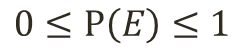 0 ≤ P(E) ≤ 1